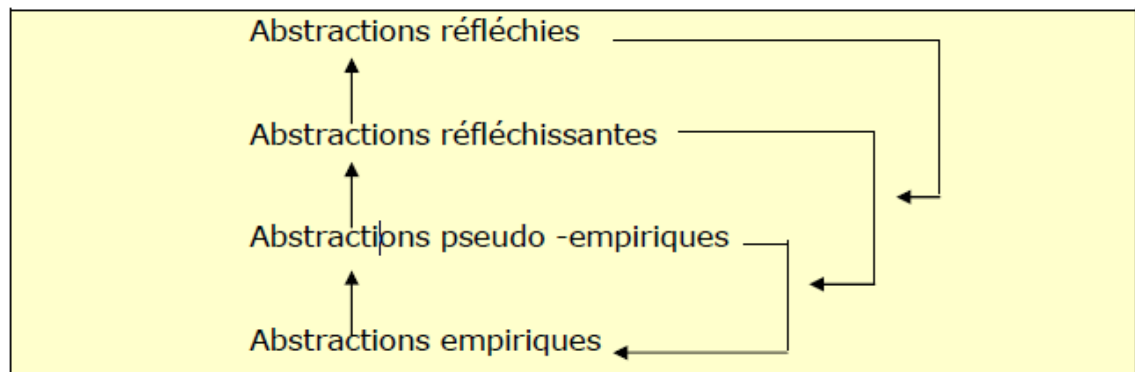 Abstractions réfléchies
Abstractions réfléchissantes
Abstractions pseudo -empiriques
Abstractions empiriques